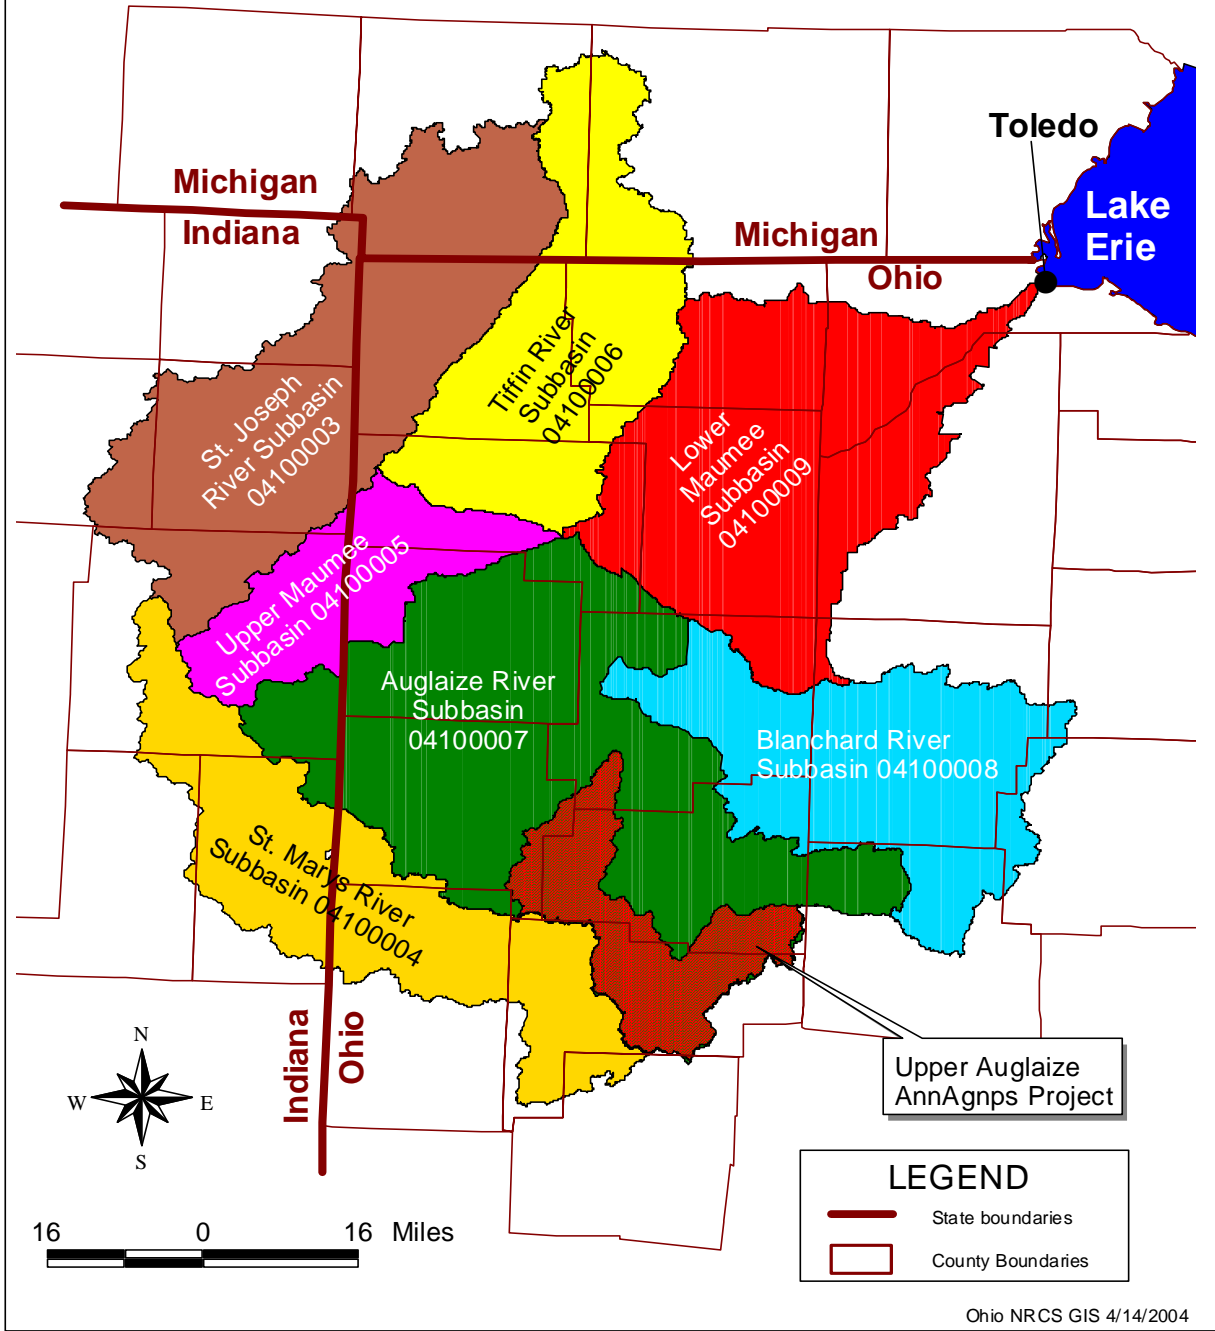 Toledo
Michigan
Indiana
Lake
Erie
Michigan
Ohio
Tiffin River
Subbasin
04100006
St. Joseph
River Subbasin
04100003
Lower
Maumee
Subbasin
04100009
Upper Maumee
Subbasin 04100005
Auglaize River
Subbasin
04100007
Blanchard River
Subbasin 04100008
St. Marys River
Subbasin 04100004
Indiana
Ohio
N
W
E
S
Upper Auglaize
AnnAgnps Project
LEGEND
State boundaries
County Boundaries
16 0 16 Miles
Ohio NRCS GIS 4/14/2004